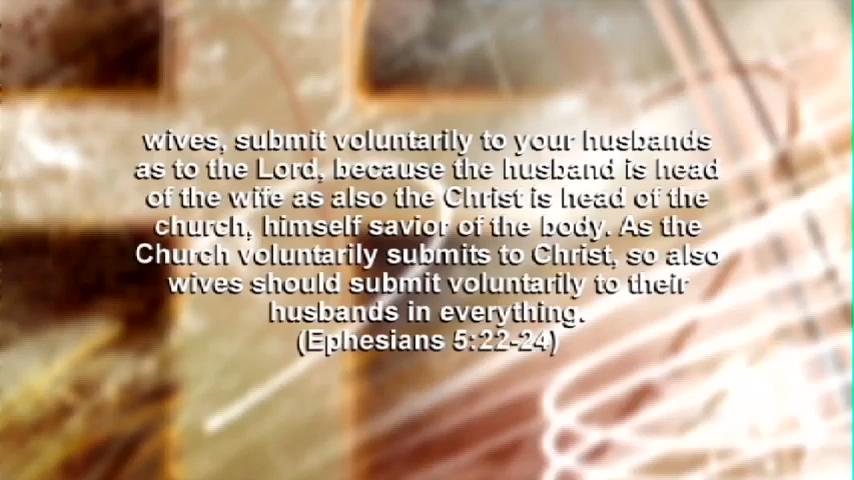 wives, submit voluntarily to your husbands
as to the Lord, because the husband is head
of the wife as also the Christ is head of the
church, himself savior of the body. As the
Church voluntarily submits to Christ, so also
wives should submit voluntarily to their
husbands in everything.
(Ephesians 5:22-24)